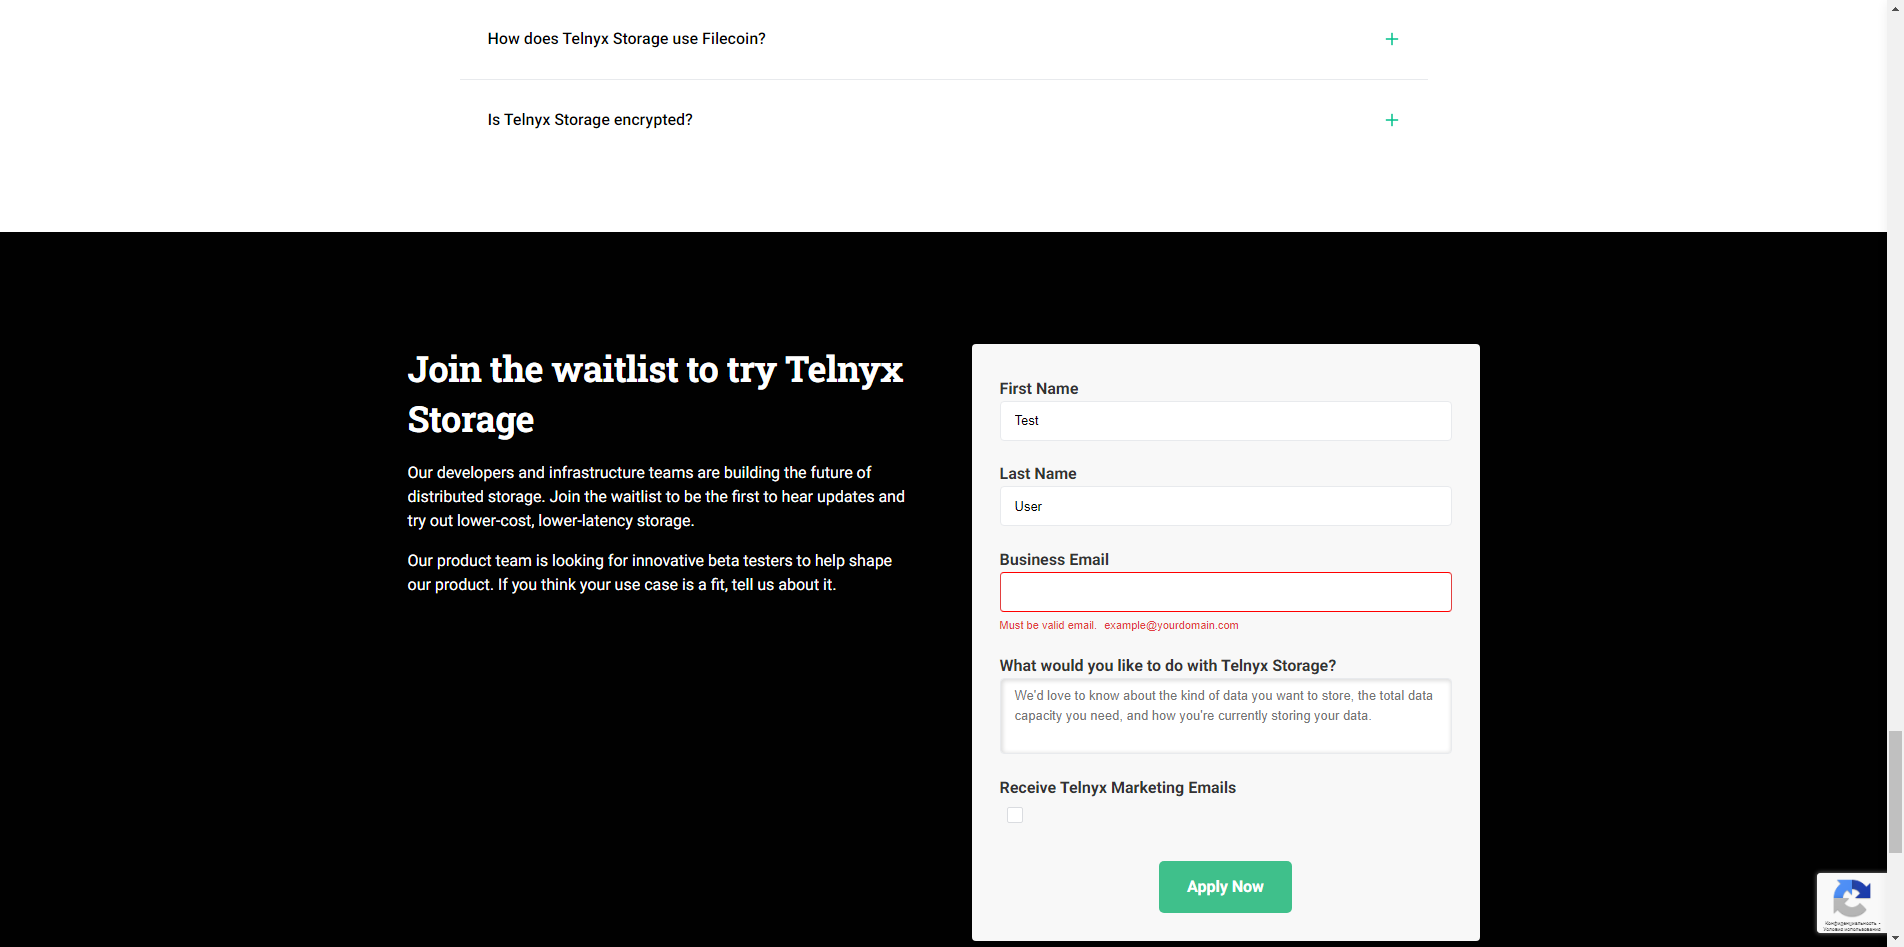 How does Telnyx Storage use Filecoin?
Is Telnyx Storage encrypted?
Join the waitlist to try Telnyx
Storage
Our developers and infrastructure teams are building the future of
distributed storage. Join the waitlist to be the first to hear updates and
try out lower-cost, lower-latency storage.
Our product team is looking for innovative beta testers to help shape
our product. If you think your use case is a fit, tell us about it.
First Name
Test
Last Name
User
Business Email
Must be valid email. example@yourdomain.com
What would you like to do with Telnyx Storage?
We'd love to know about the kind of data you want to store, the total data
capacity you need, and how you're currently storing your data.
Receive Telnyx Marketing Emails
Apply Now
Конфиденциальность -
Условия использования